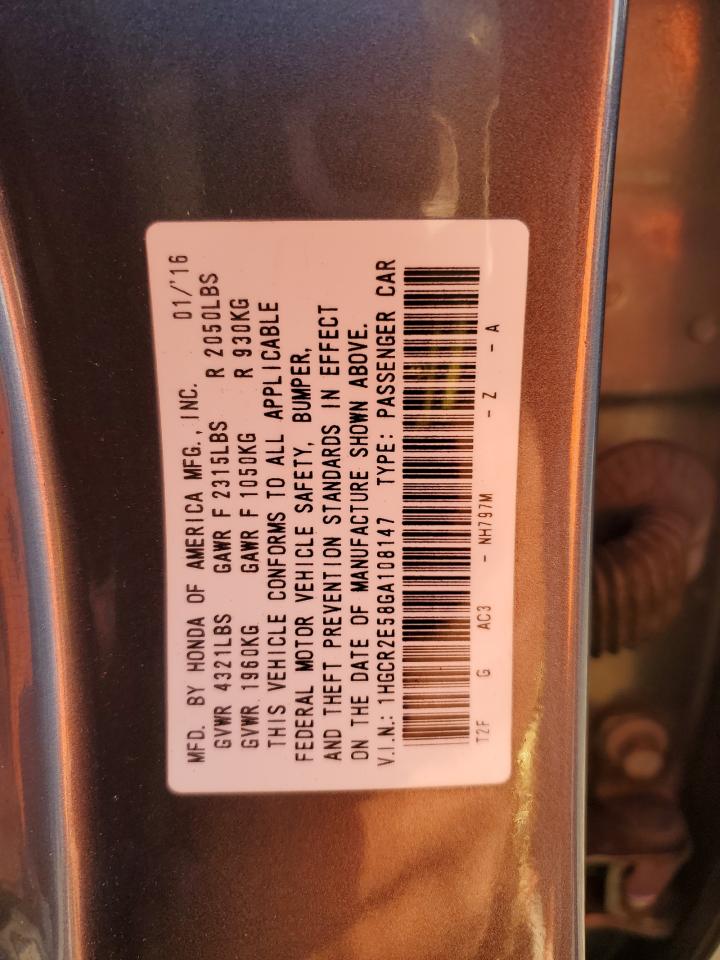 MFD. BY HONDA OF AMERICA MFG., INC. 01/'16
GVWR 4321LBS GAWR F 2315LBS R 2050LBS
GVWR 1960KG GAWR F 1050KG R 930KG
THIS VEHICLE CONFORMS TO ALL APPLICABLE
FEDERAL MOTOR VEHICLE SAFETY, BUMPER,
AND THEFT PREVENTION STANDARDS IN EFFECT
ON THE DATE OF MANUFACTURE SHOWN ABOVE.
V.I.N.: 1HGCR2E58GA108147 TYPE: PASSENGER CAR
T2F G AC3 - NH797M - Z - A